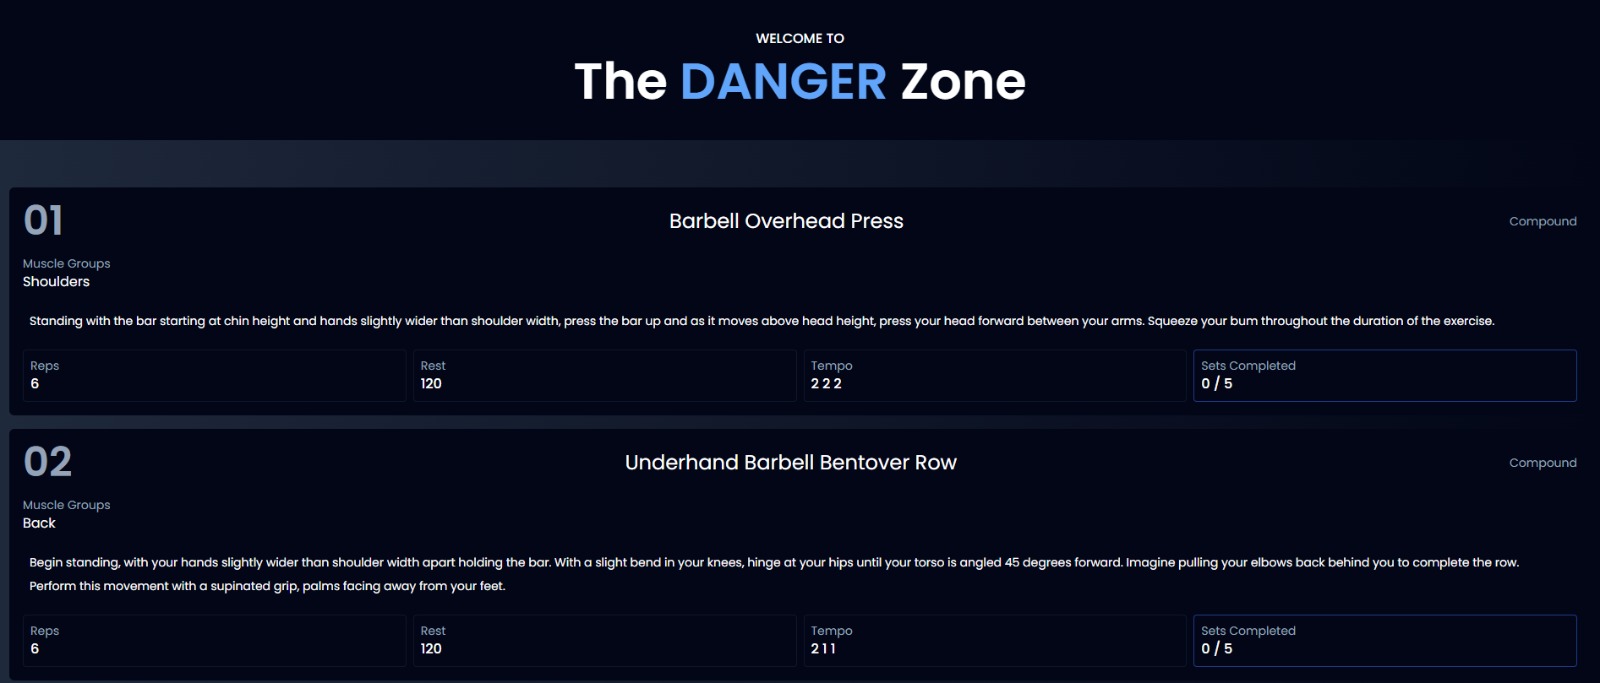 WELCOME TO
The DANGER Zone
01
Barbell Overhead Press
Compound
Muscle Groups
Shoulders
Standing with the bar starting at chin height and hands slightly wider than shoulder width, press the bar up and as it moves above head height, press your head forward between your arms. Squeeze your bum throughout the duration of the exercise.
Reps
6
Rest
120
Tempo
2 2 2
Sets Completed
0 / 5
02
Underhand Barbell Bentover Row
Compound
Muscle Groups
Back
Begin standing, with your hands slightly wider than shoulder width apart holding the bar. With a slight bend in your knees, hinge at your hips until your torso is angled 45 degrees forward. Imagine pulling your elbows back behind you to complete the row.
Perform this movement with a supinated grip, palms facing away from your feet.
Reps
6
Rest
120
Tempo
2 1 1
Sets Completed
0 / 5